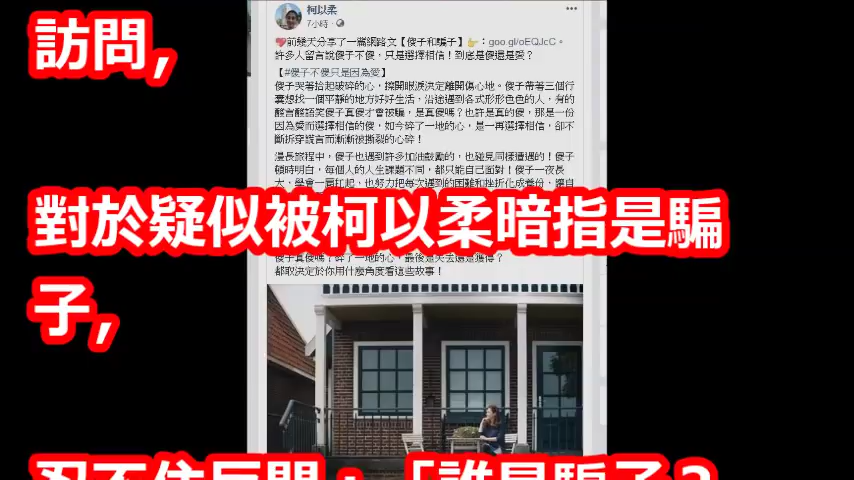 訪問,
對於疑似被柯以柔暗指是騙
子,
忍不住反問：「誰是騙子？
柯以柔
7小時
前幾天分享了一篇網路文【傻子和騙子】：goo.gl/oEQJcC。
許多人留言說傻子不傻，只是選擇相信！到底是傻還是愛？
【#傻子不傻只是因為愛】
傻子哭著拾起破碎的心，擦開眼淚決定離開傷心地。傻子帶著三個行
囊想找一個平靜的地方好好生活，沿途遇到各式形形色色的人，有的
酸言酸語笑傻子真傻才會被騙，是真傻嗎？也許是真的傻，那是一份
因為愛而選擇相信的傻，如今碎了一地的心，是一再選擇相信，卻不
斷拆穿謊言而漸漸被撕裂的心碎！
漫長旅程中，傻子也遇到許多加油鼓勵的，也碰見同樣遭遇的！傻子
頓時明白，每個人的人生課題不同，都只能自己面對！傻子一夜長
大，學會一肩扛起，也努力把每次遇到的困難和挫折化成養份，讓自
傻子真傻嗎？碎了一地的心，最後是失去還是獲得？
都取決定於你用什麼角度看這些故事！